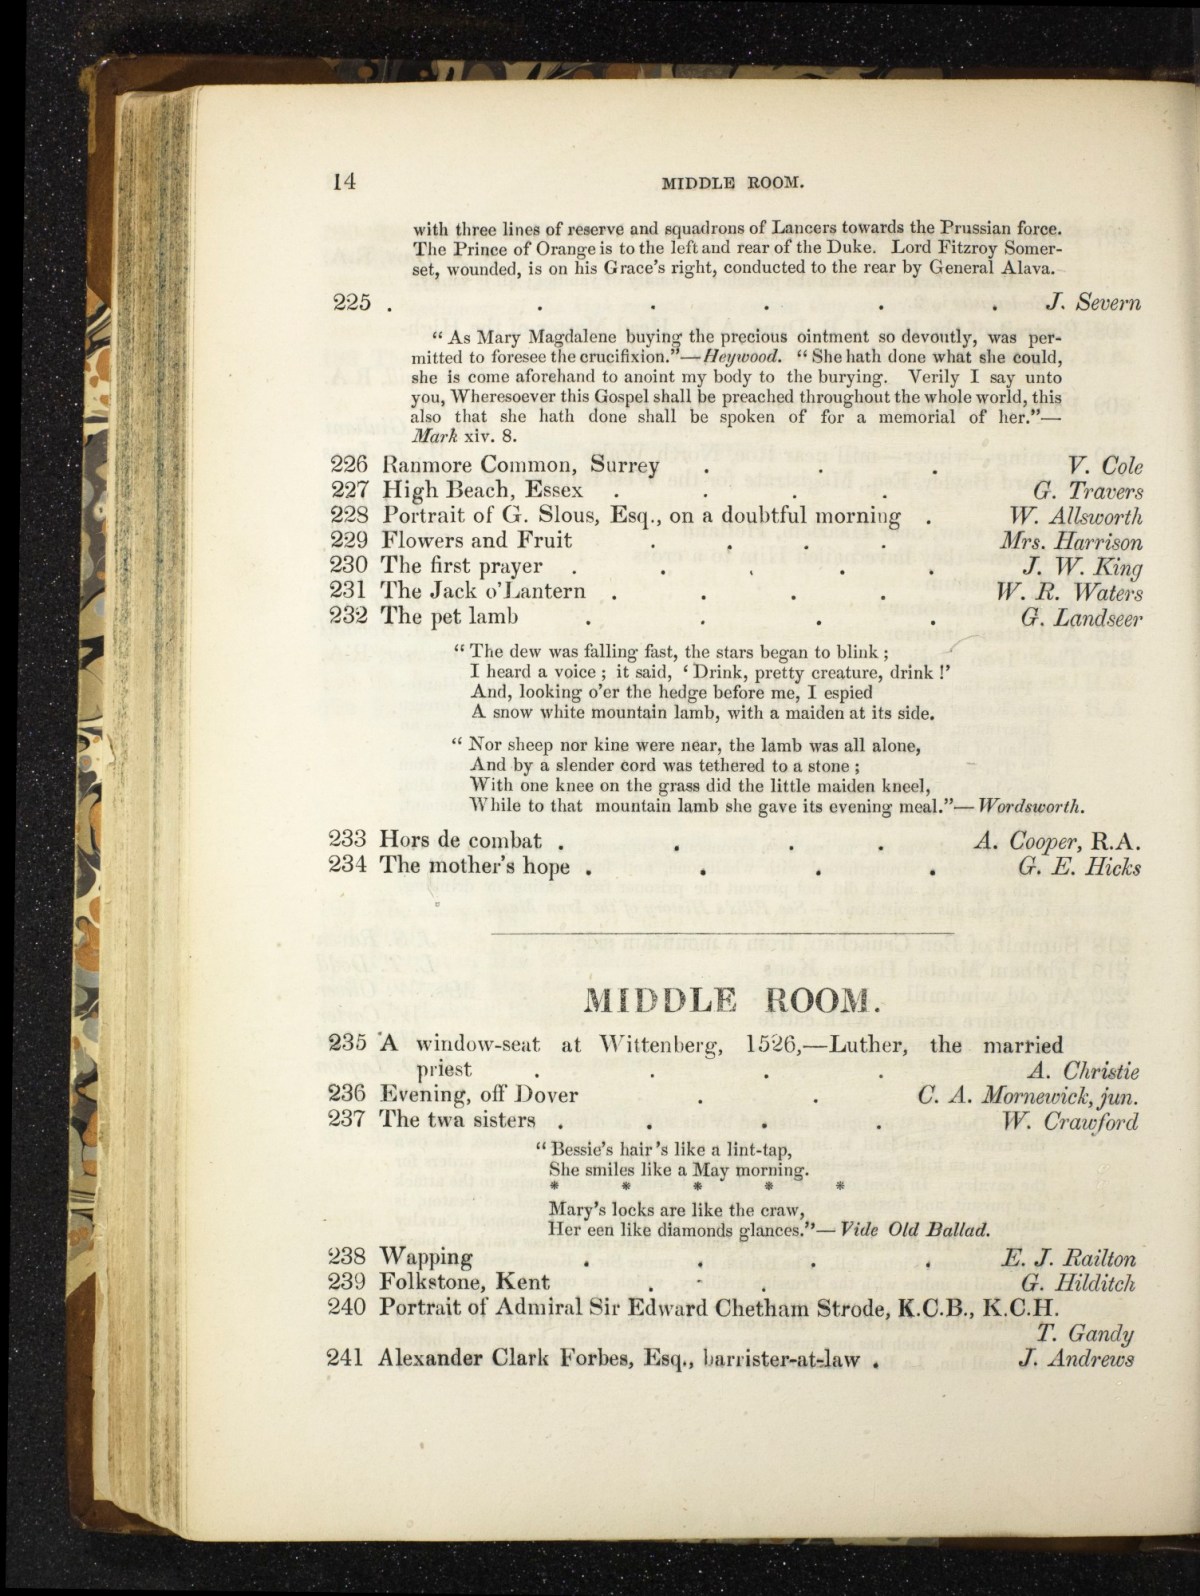 14 MIDDLE ROOM.
with three lines of reserve and squadrons of Lancers towards the Prussian force.
The Prince of Orange is to the left and rear of the Duke. Lord Fitzroy Somer-
set, wounded, is on his Grace's right, conducted to the rear by General Alava.
225 . . . . . . J. Severn
“ As Mary Magdalene buying the precious ointment so devoutly, was per-
mitted to foresee the crucifixion.”—Heywood. “ She hath done what she could,
she is come aforehand to anoint my body to the burying. Verily I say unto
you, Wheresoever this Gospel shall be preached throughout the whole world, this
also that she hath done shall be spoken of for a memorial of her.”—
Mark xiv. 8.
226 Ranmore Common, Surrey . . . V. Cole
227 High Beach, Essex . . . . G. Travers
228 Portrait of G. Slous, Esq., on a doubtful morning . W. Allsworth
229 Flowers and Fruit . . . . Mrs. Harrison
230 The first prayer . . . . . J. W. King
231 The Jack o'Lantern . . . . W. R. Waters
232 The pet lamb . . . . G. Landseer
“ The dew was falling fast, the stars began to blink ;
I heard a voice ; it said, ‘ Drink, pretty creature, drink !’
And, looking o'er the hedge before me, I espied
A snow white mountain lamb, with a maiden at its side.
“ Nor sheep nor kine were near, the lamb was all alone,
And by a slender cord was tethered to a stone ;
With one knee on the grass did the little maiden kneel,
While to that mountain lamb she gave its evening meal.”—Wordsworth.
233 Hors de combat . . . . A. Cooper, R.A.
234 The mother's hope . . . . G. E. Hicks
MIDDLE ROOM.
235 A window-seat at Wittenberg, 1526,—Luther, the married
priest . . . . A. Christie
236 Evening, off Dover . . C. A. Mornewick, jun.
237 The twa sisters . . . . W. Crawford
“ Bessie's hair 's like a lint-tap,
She smiles like a May morning.
* * * * *
Mary's locks are like the craw,
Her een like diamonds glances.”—Vide Old Ballad.
238 Wapping . . . . E. J. Railton
239 Folkstone, Kent . . . G. Hilditch
240 Portrait of Admiral Sir Edward Chetham Strode, K.C.B., K.C.H.
T. Gandy
241 Alexander Clark Forbes, Esq., barrister-at-law . J. Andrews